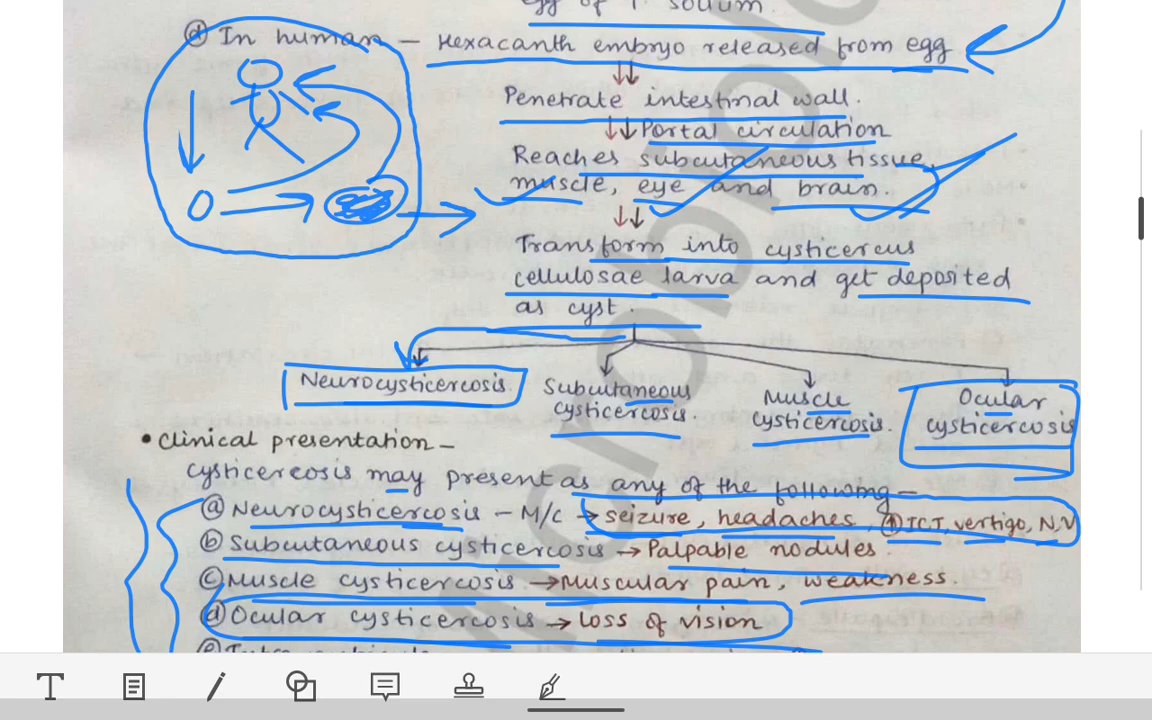 egg of T. solium.
ⓓ In human – Hexacanth embryo released from egg
Penetrate intestinal wall.
Portal circulation
Reaches subcutaneous tissue,
muscle, eye and brain.
Transform into cysticercus
cellulosae larva and get deposited
as cyst.
Neurocysticercosis
Subcutaneous
cysticercosis.
Muscle
cysticercosis.
Ocular
cysticercosis
• Clinical presentation –
cysticercosis may present as any of the following –
ⓐ Neurocysticercosis – M/C → seizure, headaches, ↑ICT, vertigo, N,V
ⓑ Subcutaneous cysticercosis → Palpable nodules.
ⓒ Muscle cysticercosis → Muscular pain, weakness.
ⓓ Ocular cysticercosis → Loss of vision
T